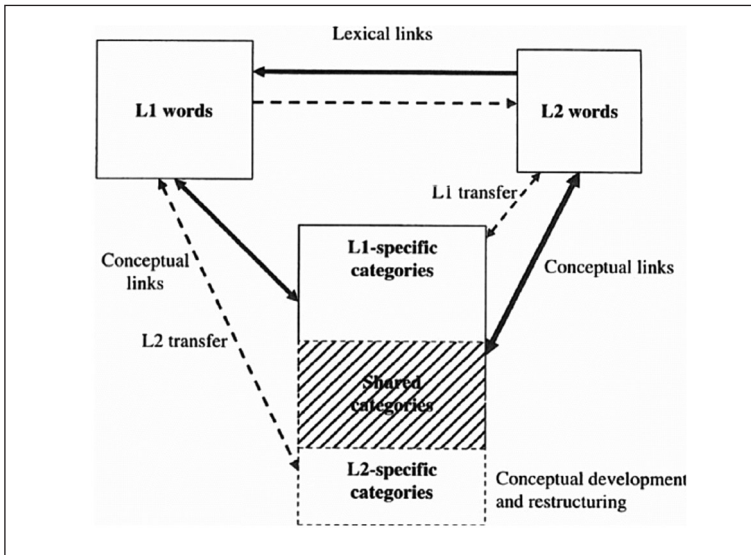 Lexical links
L1 words
L2 words
L1 transfer
L1-specific
categories
Conceptual
links
Conceptual links
L2 transfer
Shared
categories
L2-specific
categories
Conceptual development
and restructuring